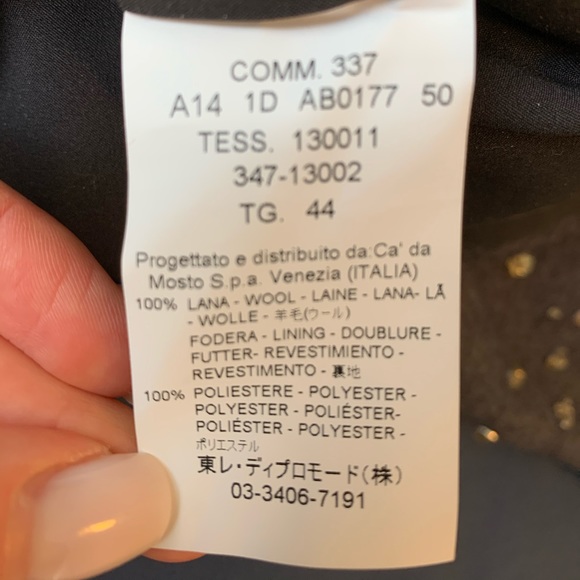 COMM. 337
A14 1D AB0177 50
TESS. 130011
347-13002
TG. 44
Progettato e distribuito da:Ca' da
Mosto S.p.a. Venezia (ITALIA)
100% LANA - WOOL - LAINE - LANA- LÃ
- WOLLE - 羊毛(ウール)
FODERA - LINING - DOUBLURE -
FUTTER- REVESTIMIENTO -
REVESTIMENTO - 裏地
100% POLIESTERE - POLYESTER -
POLYESTER - POLIÉSTER-
POLIÉSTER - POLYESTER -
ポリエステル
東レ・ディプロモード(株)
03-3406-7191